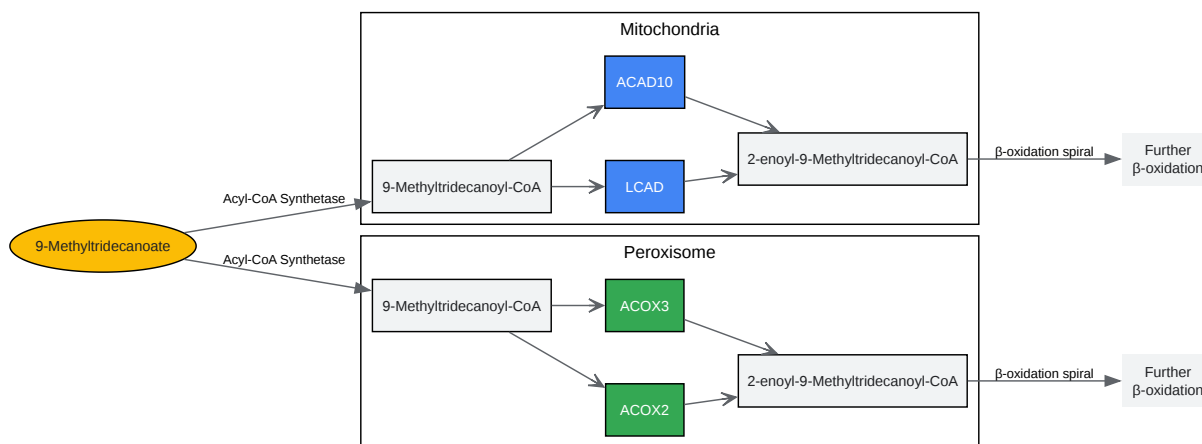 Mitochondria
ACAD10
9-Methyltridecanoyl-CoA
LCAD
2-enoyl-9-Methyltridecanoyl-CoA
β-oxidation spiral
Further
β-oxidation
Acyl-CoA Synthetase
9-Methyltridecanoate
Acyl-CoA Synthetase
Peroxisome
9-Methyltridecanoyl-CoA
ACOX3
ACOX2
2-enoyl-9-Methyltridecanoyl-CoA
β-oxidation spiral
Further
β-oxidation